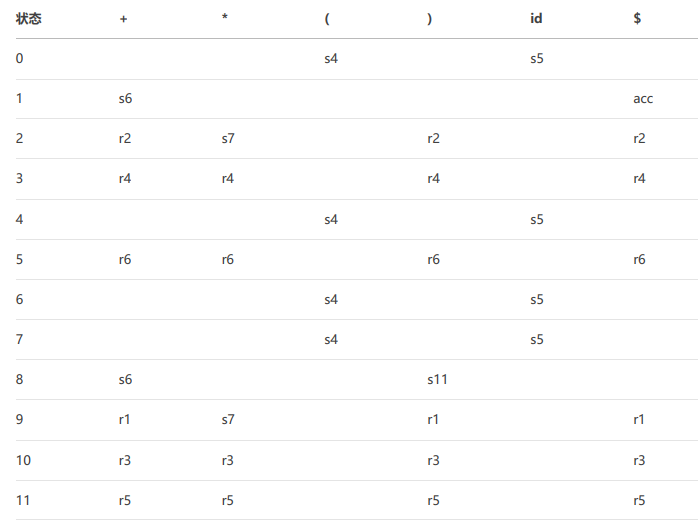 状态 + * ( ) id $
0 s4 s5
1 s6 acc
2 r2 s7 r2 r2
3 r4 r4 r4 r4
4 s4 s5
5 r6 r6 r6 r6
6 s4 s5
7 s4 s5
8 s6 s11
9 r1 s7 r1 r1
10 r3 r3 r3 r3
11 r5 r5 r5 r5